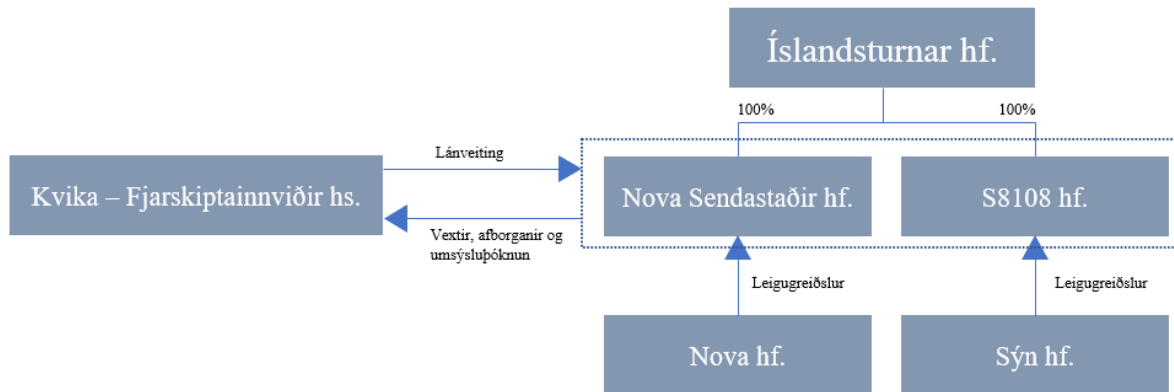 Íslandsturnar hf.
100%
100%
Lánveiting
Kvika – Fjarskiptainnviðir hs.
Nova Sendastaðir hf.
S8108 hf.
Vextir, afborganir og
umsýsluþóknun
Leigugreiðslur
Leigugreiðslur
Nova hf.
Sýn hf.